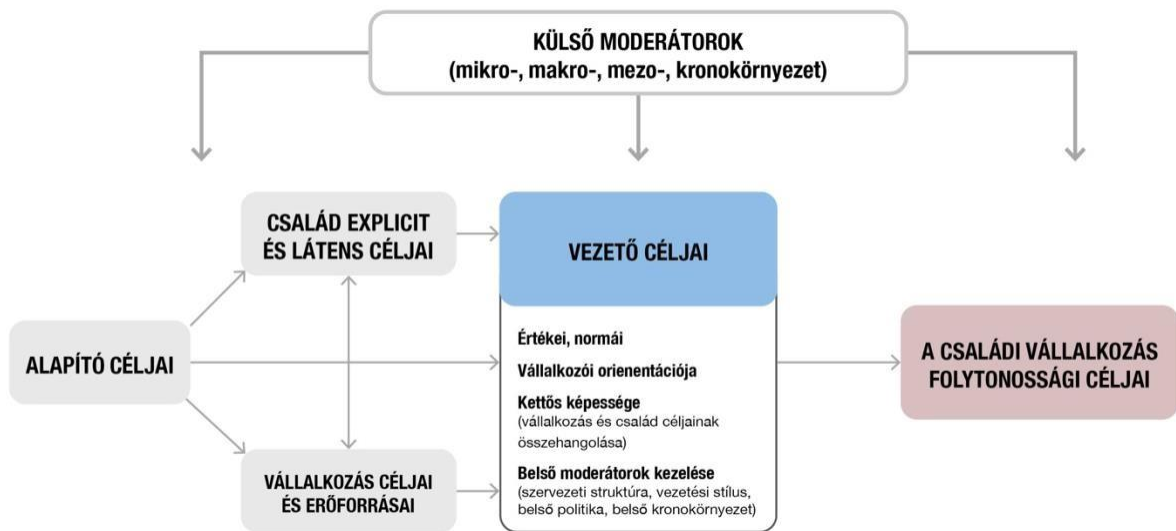 KÜLSŐ MODERÁTOROK
(mikro-, makro-, mezo-, kronokörnyezet)
CSALÁD EXPLICIT
ÉS LÁTENS CÉLJAI
VEZETŐ CÉLJAI
ALAPÍTÓ CÉLJAI
Értékei, normái
Vállalkozói orienentációja
Kettős képessége
(vállalkozás és család céljainak
összehangolása)
Belső moderátorok kezelése
(szervezeti struktúra, vezetési stílus,
belső politika, belső kronokörnyezet)
VÁLLALKOZÁS CÉLJAI
ÉS ERŐFORRÁSAI
A CSALÁDI VÁLLALKOZÁS
FOLYTONOSSÁGI CÉLJAI